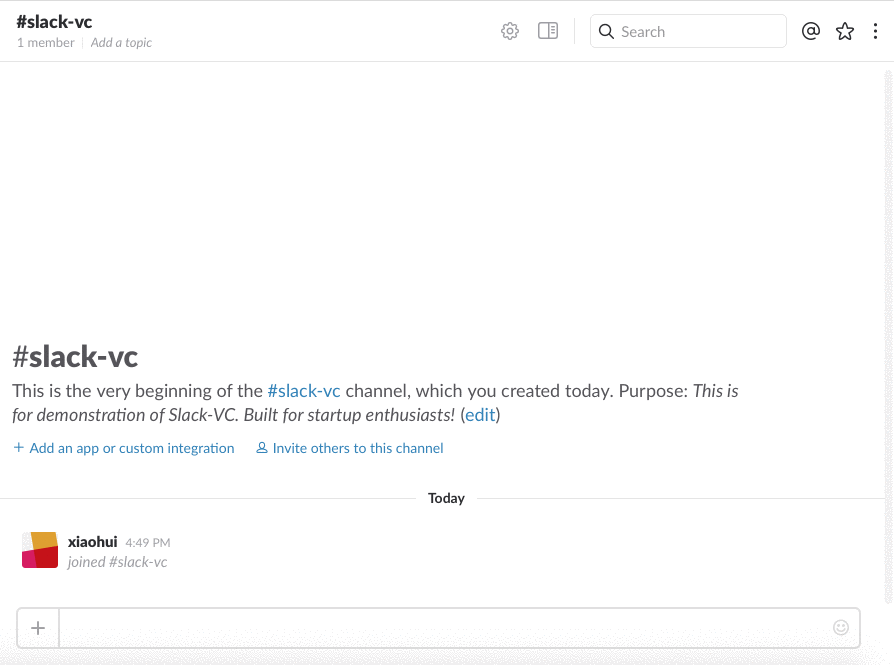 #slack-vc
1 member Add a topic
Search
#slack-vc
This is the very beginning of the #slack-vc channel, which you created today. Purpose: This is
for demonstration of Slack-VC. Built for startup enthusiasts! (edit)
+ Add an app or custom integration Invite others to this channel
Today
xiaohui 4:49 PM
joined #slack-vc